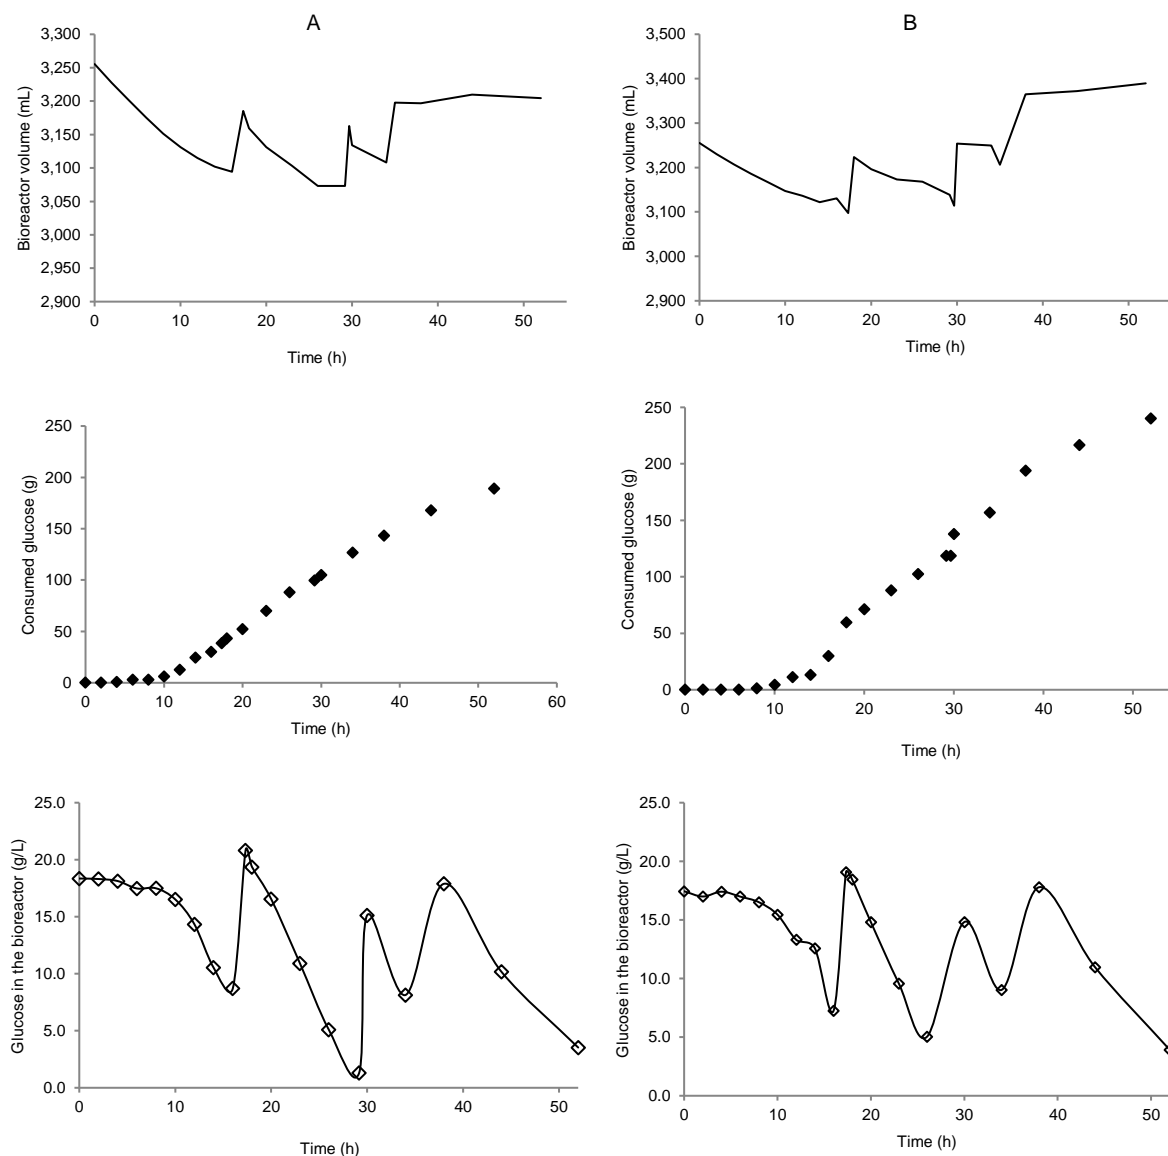 A
Bioreactor volume (mL)
3,300
3,250
3,200
3,150
3,100
3,050
3,000
2,950
2,900
0 10 20 30 40 50
Time (h)
B
Bioreactor volume (mL)
3,500
3,400
3,300
3,200
3,100
3,000
2,900
0 10 20 30 40 50
Time (h)
Consumed glucose (g)
250
200
150
100
50
0
0 10 20 30 40 50 60
Time (h)
Consumed glucose (g)
250
200
150
100
50
0
0 10 20 30 40 50
Time (h)
Glucose in the bioreactor (g/L)
25.0
20.0
15.0
10.0
5.0
0.0
0 10 20 30 40 50
Time (h)
Glucose in the bioreactor (g/L)
25.0
20.0
15.0
10.0
5.0
0.0
0 10 20 30 40 50
Time (h)